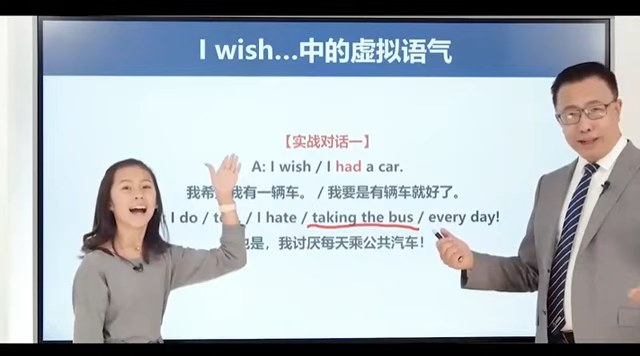 I wish...中的虚拟语气
【实战对话一】
A: I wish / I had a car.
我希 我有一辆车。 / 我要是有辆车就好了。
I do / / I hate / taking the bus / every day!
也是，我讨厌每天乘公共汽车！